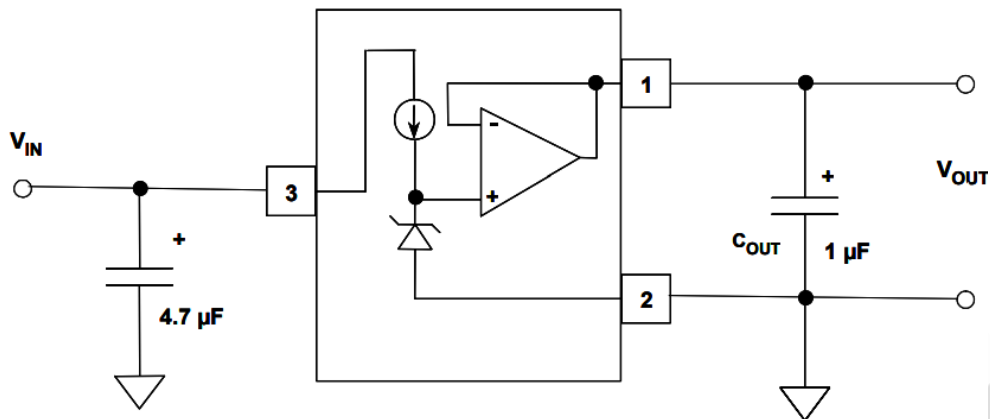 V_IN
3
+
4.7 µF
-
+
1
2
+
V_OUT
C_OUT
1 µF